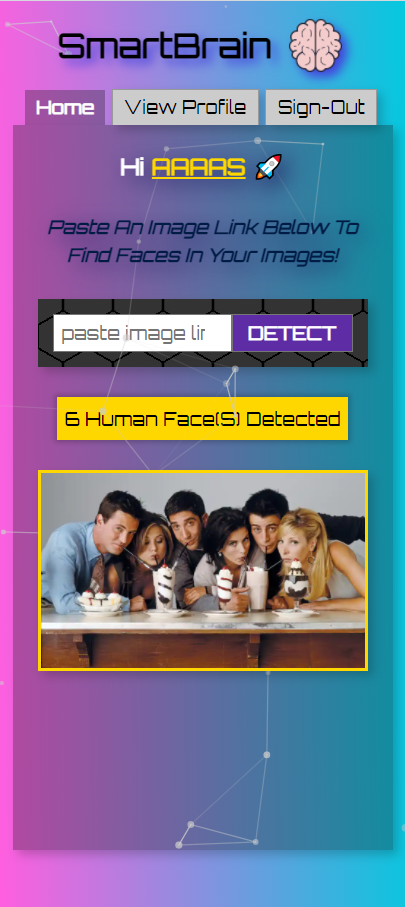 SmartBrain
Home View Profile Sign-Out
Hi AAAAS 🚀
Paste An Image Link Below To
Find Faces In Your Images!
paste image lir DETECT
6 Human Face(S) Detected